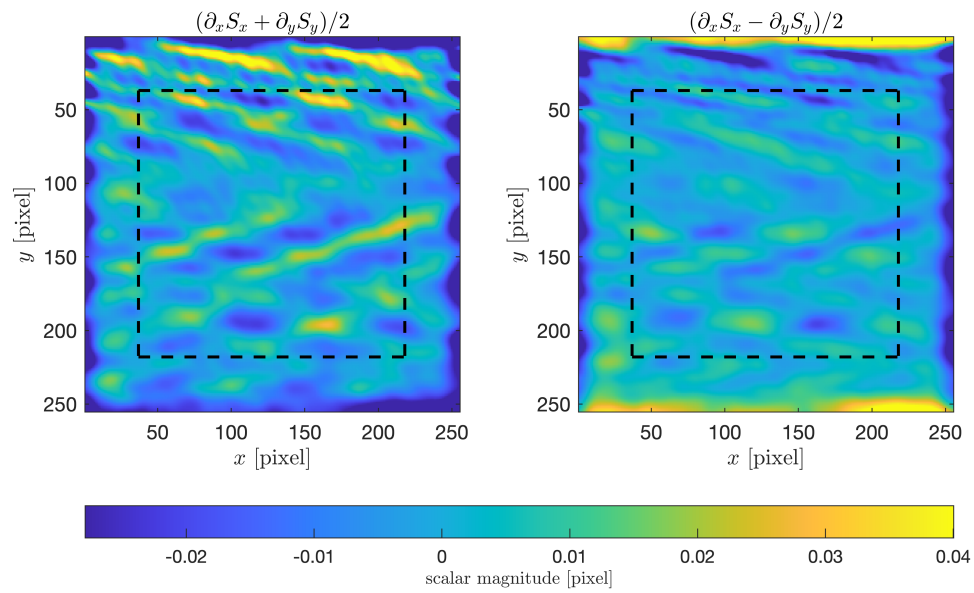 (∂ₓSₓ + ∂ᵧSᵧ)/2
(∂ₓSₓ − ∂ᵧSᵧ)/2
50
100
150
200
250
y [pixel]
50 100 150 200 250
x [pixel]
50
100
150
200
250
y [pixel]
50 100 150 200 250
x [pixel]
-0.02 -0.01 0 0.01 0.02 0.03 0.04
scalar magnitude [pixel]